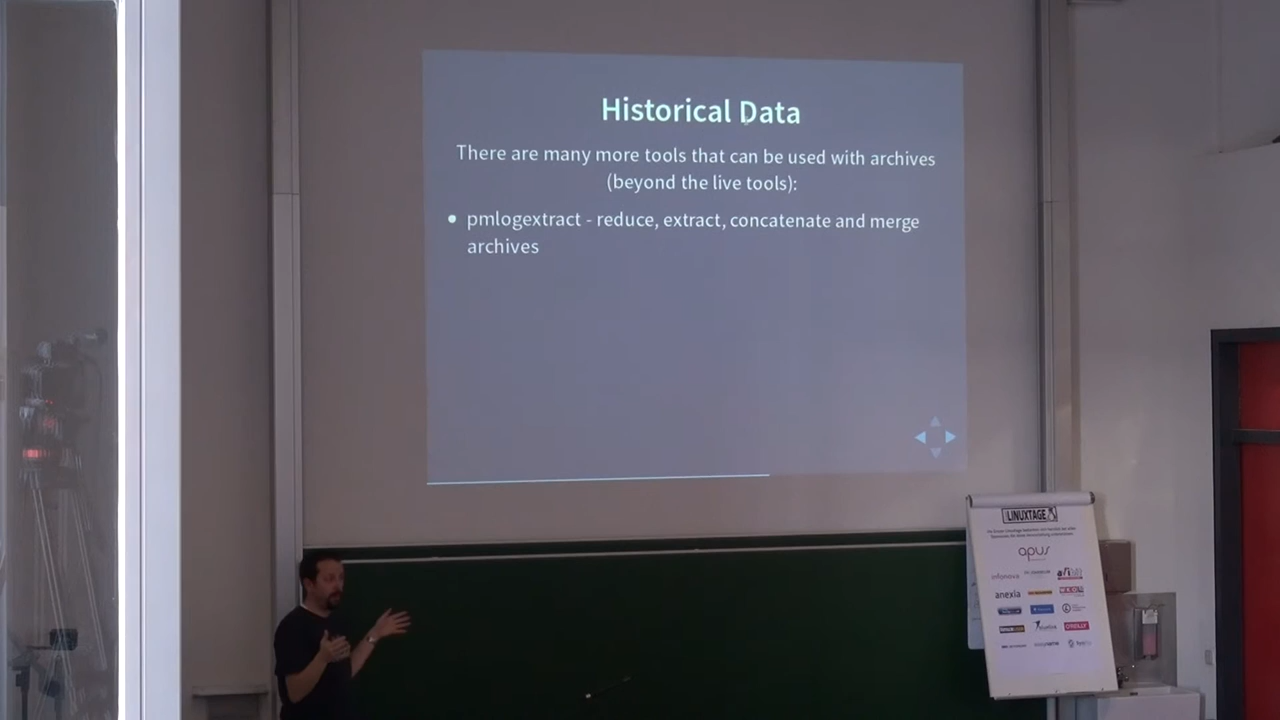 Historical Data
There are many more tools that can be used with archives
(beyond the live tools):
• pmlogextract - reduce, extract, concatenate and merge
archives
LINUXTAGE
apus
infonova
anexia
O'REILLY